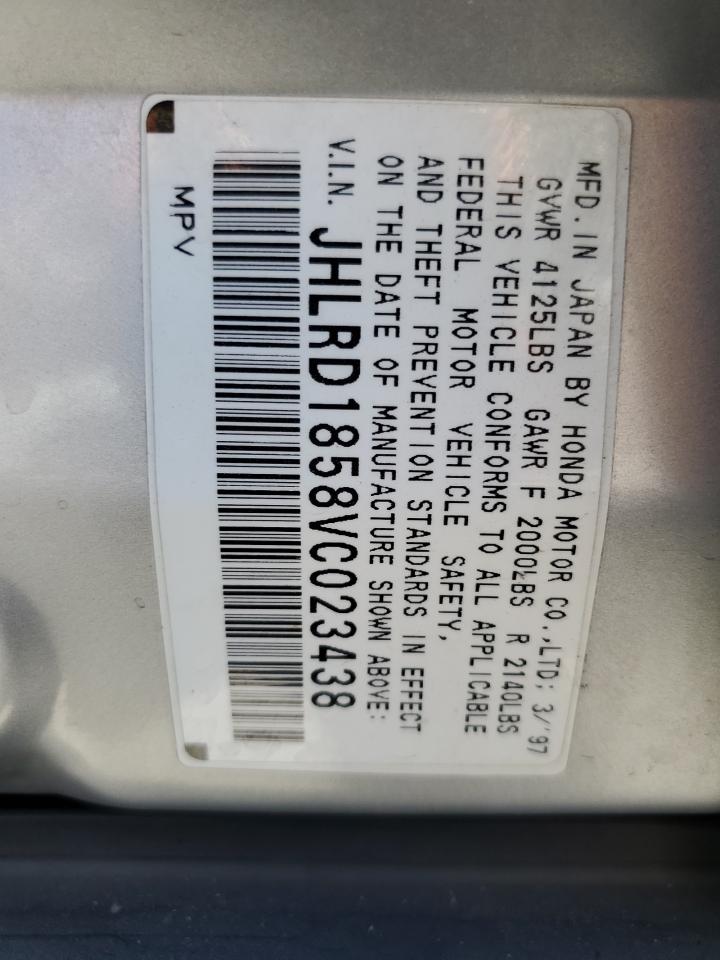 MFD. IN JAPAN BY HONDA MOTOR CO.,LTD; 3/'97
GVWR 4125LBS GAWR F 2000LBS R 2140LBS
THIS VEHICLE CONFORMS TO ALL APPLICABLE
FEDERAL MOTOR VEHICLE SAFETY,
AND THEFT PREVENTION STANDARDS IN EFFECT
ON THE DATE OF MANUFACTURE SHOWN ABOVE:
V.I.N. JHLRD1858VC023438
MPV